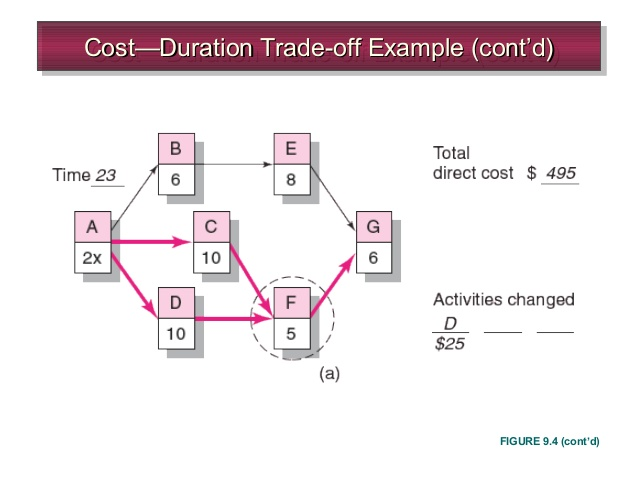 Cost—Duration Trade-off Example (cont’d)
Time 23
B
6
E
8
Total
direct cost $ 495
A
2x
C
10
G
6
D
10
F
5
(a)
Activities changed
D
$25
FIGURE 9.4 (cont’d)